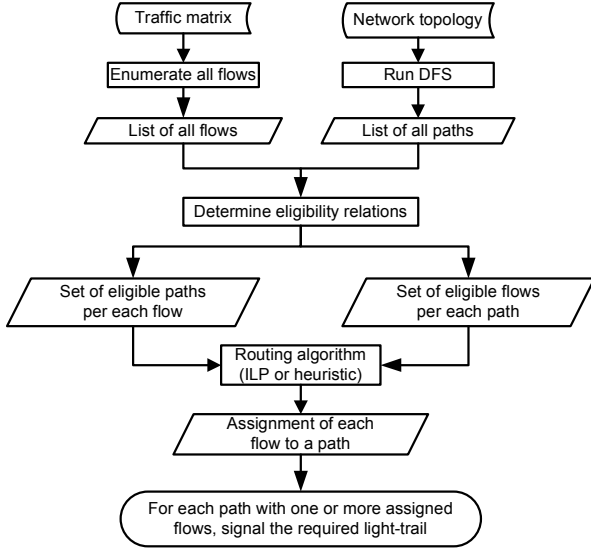 Traffic matrix
Network topology
Enumerate all flows
Run DFS
List of all flows
List of all paths
Determine eligibility relations
Set of eligible paths
per each flow
Set of eligible flows
per each path
Routing algorithm
(ILP or heuristic)
Assignment of each
flow to a path
For each path with one or more assigned
flows, signal the required light-trail